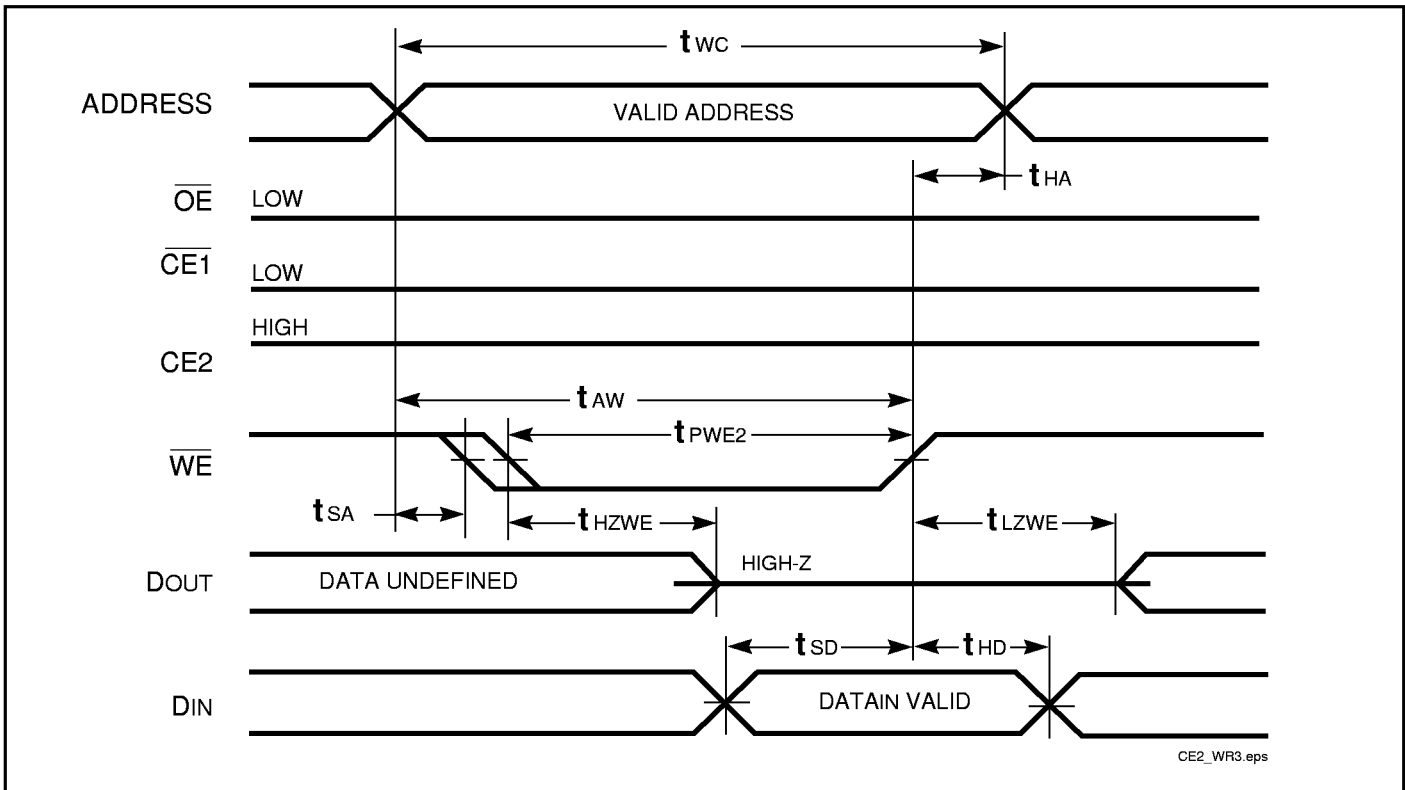 tWC
ADDRESS
VALID ADDRESS
tHA
OE LOW
CE1 LOW
HIGH
CE2
tAW
tPWE2
WE
tSA
tHZWE
tLZWE
DOUT
DATA UNDEFINED
HIGH-Z
tSD
tHD
DIN
DATAIN VALID
CE2_WR3.eps